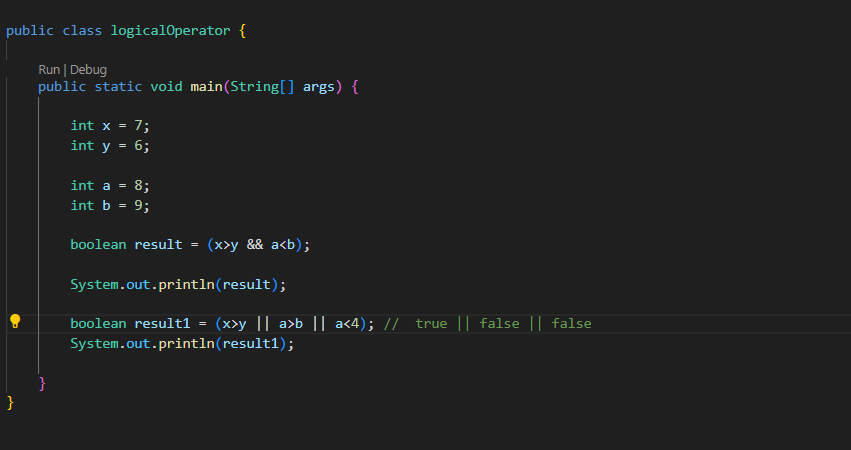 public class logicalOperator {
Run | Debug
public static void main(String[] args) {
int x = 7;
int y = 6;
int a = 8;
int b = 9;
boolean result = (x>y && a<b);
System.out.println(result);
boolean result1 = (x>y || a>b || a<4); //  true || false || false
System.out.println(result1);
}
}